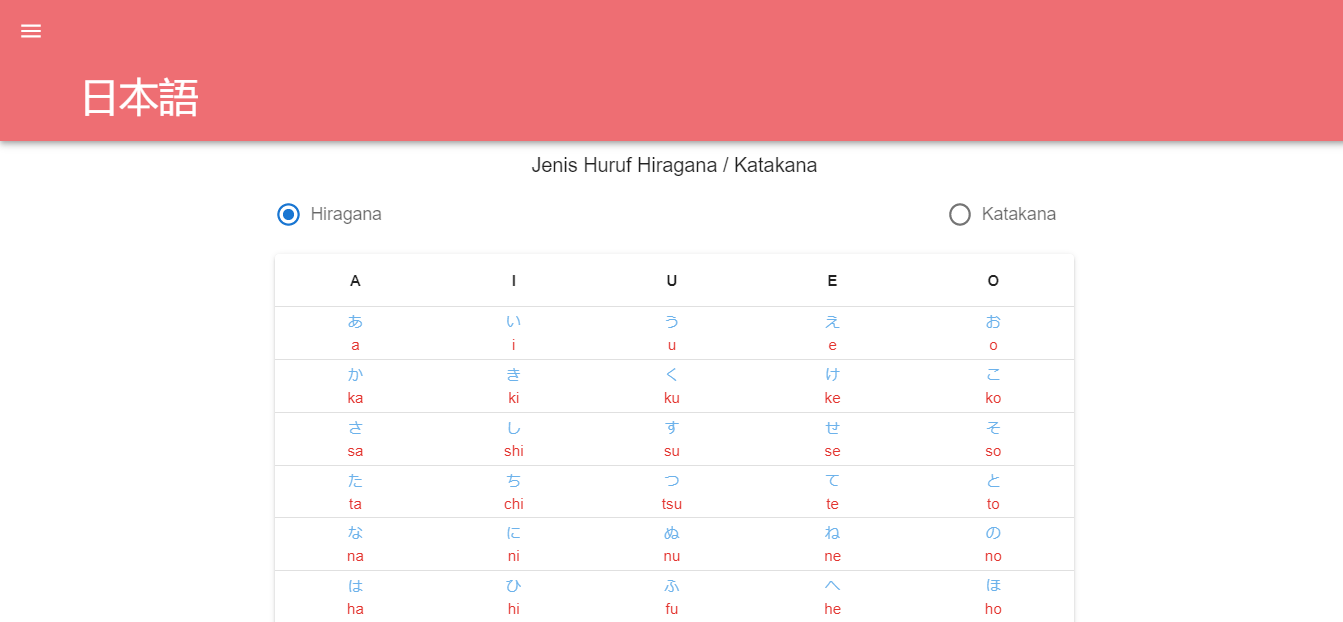 日本語
Jenis Huruf Hiragana / Katakana
Hiragana Katakana
A I U E O
あ い う え お
a i u e o
か き く け こ
ka ki ku ke ko
さ し す せ そ
sa shi su se so
た ち つ て と
ta chi tsu te to
な に ぬ ね の
na ni nu ne no
は ひ ふ へ ほ
ha hi fu he ho